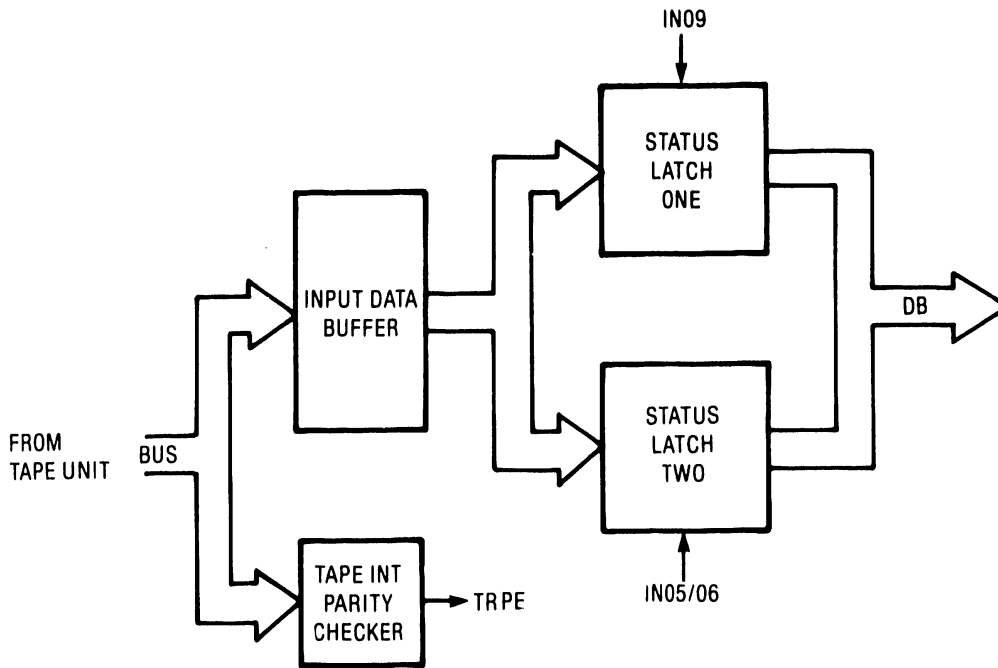 IN09
STATUS
LATCH
ONE
INPUT DATA
BUFFER
DB
FROM
TAPE UNIT
BUS
STATUS
LATCH
TWO
TAPE INT
PARITY
CHECKER
TRPE
IN05/06